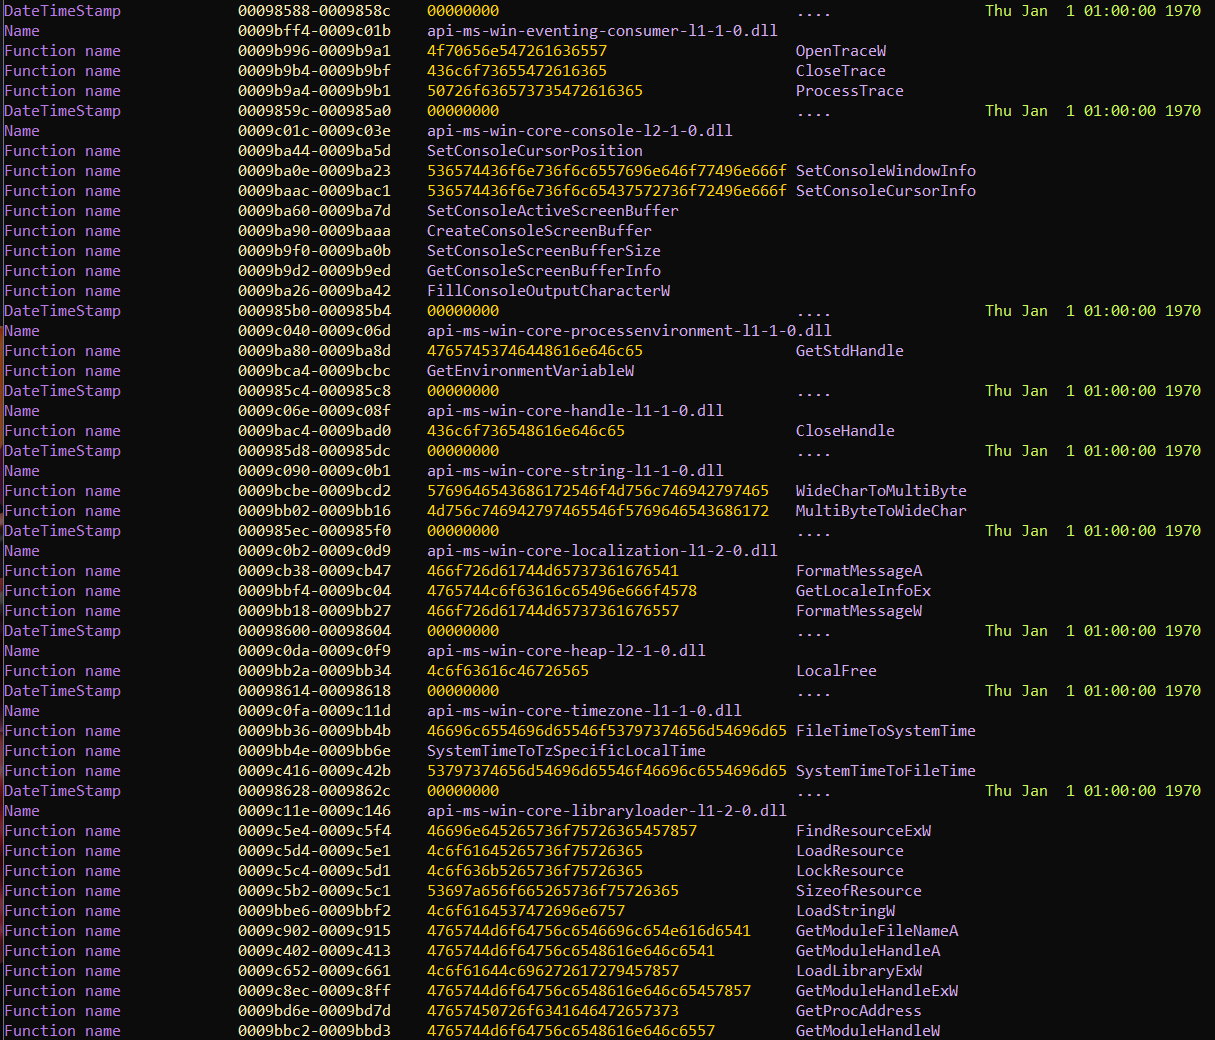 DateTimeStamp 00098588-0009858c 00000000 .... Thu Jan 1 01:00:00 1970
Name 0009bff4-0009c01b api-ms-win-eventing-consumer-l1-1-0.dll
Function name 0009b996-0009b9a1 4f70656e547261636557 OpenTraceW
Function name 0009b9b4-0009b9bf 436c6f73655472616365 CloseTrace
Function name 0009b9a4-0009b9b1 50726f636573735472616365 ProcessTrace
DateTimeStamp 0009859c-000985a0 00000000 .... Thu Jan 1 01:00:00 1970
Name 0009c01c-0009c03e api-ms-win-core-console-l2-1-0.dll
Function name 0009ba44-0009ba5d SetConsoleCursorPosition
Function name 0009ba0e-0009ba23 536574436f6e736f6c6557696e646f77496e666f SetConsoleWindowInfo
Function name 0009baac-0009bac1 536574436f6e736f6c65437572736f72496e666f SetConsoleCursorInfo
Function name 0009ba60-0009ba7d SetConsoleActiveScreenBuffer
Function name 0009ba90-0009baaa CreateConsoleScreenBuffer
Function name 0009b9f0-0009ba0b SetConsoleScreenBufferSize
Function name 0009b9d2-0009b9ed GetConsoleScreenBufferInfo
Function name 0009ba26-0009ba42 FillConsoleOutputCharacterW
DateTimeStamp 000985b0-000985b4 00000000 .... Thu Jan 1 01:00:00 1970
Name 0009c040-0009c06d api-ms-win-core-processenvironment-l1-1-0.dll
Function name 0009ba80-0009ba8d 47657453746448616e646c65 GetStdHandle
Function name 0009bca4-0009bcbc GetEnvironmentVariableW
DateTimeStamp 000985c4-000985c8 00000000 .... Thu Jan 1 01:00:00 1970
Name 0009c06e-0009c08f api-ms-win-core-handle-l1-1-0.dll
Function name 0009bac4-0009bad0 436c6f736548616e646c65 CloseHandle
DateTimeStamp 000985d8-000985dc 00000000 .... Thu Jan 1 01:00:00 1970
Name 0009c090-0009c0b1 api-ms-win-core-string-l1-1-0.dll
Function name 0009bcbe-0009bcd2 5769646543686172546f4d756c746942797465 WideCharToMultiByte
Function name 0009bb02-0009bb16 4d756c746942797465546f5769646543686172 MultiByteToWideChar
DateTimeStamp 000985ec-000985f0 00000000 .... Thu Jan 1 01:00:00 1970
Name 0009c0b2-0009c0d9 api-ms-win-core-localization-l1-2-0.dll
Function name 0009cb38-0009cb47 466f726d61744d65737361676541 FormatMessageA
Function name 0009bbf4-0009bc04 4765744c6f63616c65496e666f4578 GetLocaleInfoEx
Function name 0009bb18-0009bb27 466f726d61744d65737361676557 FormatMessageW
DateTimeStamp 00098600-00098604 00000000 .... Thu Jan 1 01:00:00 1970
Name 0009c0da-0009c0f9 api-ms-win-core-heap-l2-1-0.dll
Function name 0009bb2a-0009bb34 4c6f63616c46726565 LocalFree
DateTimeStamp 00098614-00098618 00000000 .... Thu Jan 1 01:00:00 1970
Name 0009c0fa-0009c11d api-ms-win-core-timezone-l1-1-0.dll
Function name 0009bb36-0009bb4b 46696c6554696d65546f53797374656d54696d65 FileTimeToSystemTime
Function name 0009bb4e-0009bb6e SystemTimeToTzSpecificLocalTime
Function name 0009c416-0009c42b 53797374656d54696d65546f46696c6554696d65 SystemTimeToFileTime
DateTimeStamp 00098628-0009862c 00000000 .... Thu Jan 1 01:00:00 1970
Name 0009c11e-0009c146 api-ms-win-core-libraryloader-l1-2-0.dll
Function name 0009c5e4-0009c5f4 46696e645265736f75726365457857 FindResourceExW
Function name 0009c5d4-0009c5e1 4c6f61645265736f75726365 LoadResource
Function name 0009c5c4-0009c5d1 4c6f636b5265736f75726365 LockResource
Function name 0009c5b2-0009c5c1 53697a656f665265736f75726365 SizeofResource
Function name 0009bbe6-0009bbf2 4c6f6164537472696e6757 LoadStringW
Function name 0009c902-0009c915 4765744d6f64756c6546696c654e616d6541 GetModuleFileNameA
Function name 0009c402-0009c413 4765744d6f64756c6548616e646c6541 GetModuleHandleA
Function name 0009c652-0009c661 4c6f61644c696272617279457857 LoadLibraryExW
Function name 0009c8ec-0009c8ff 4765744d6f64756c6548616e646c65457857 GetModuleHandleExW
Function name 0009bd6e-0009bd7d 47657450726f6341646472657373 GetProcAddress
Function name 0009bbc2-0009bbd3 4765744d6f64756c6548616e646c6557 GetModuleHandleW